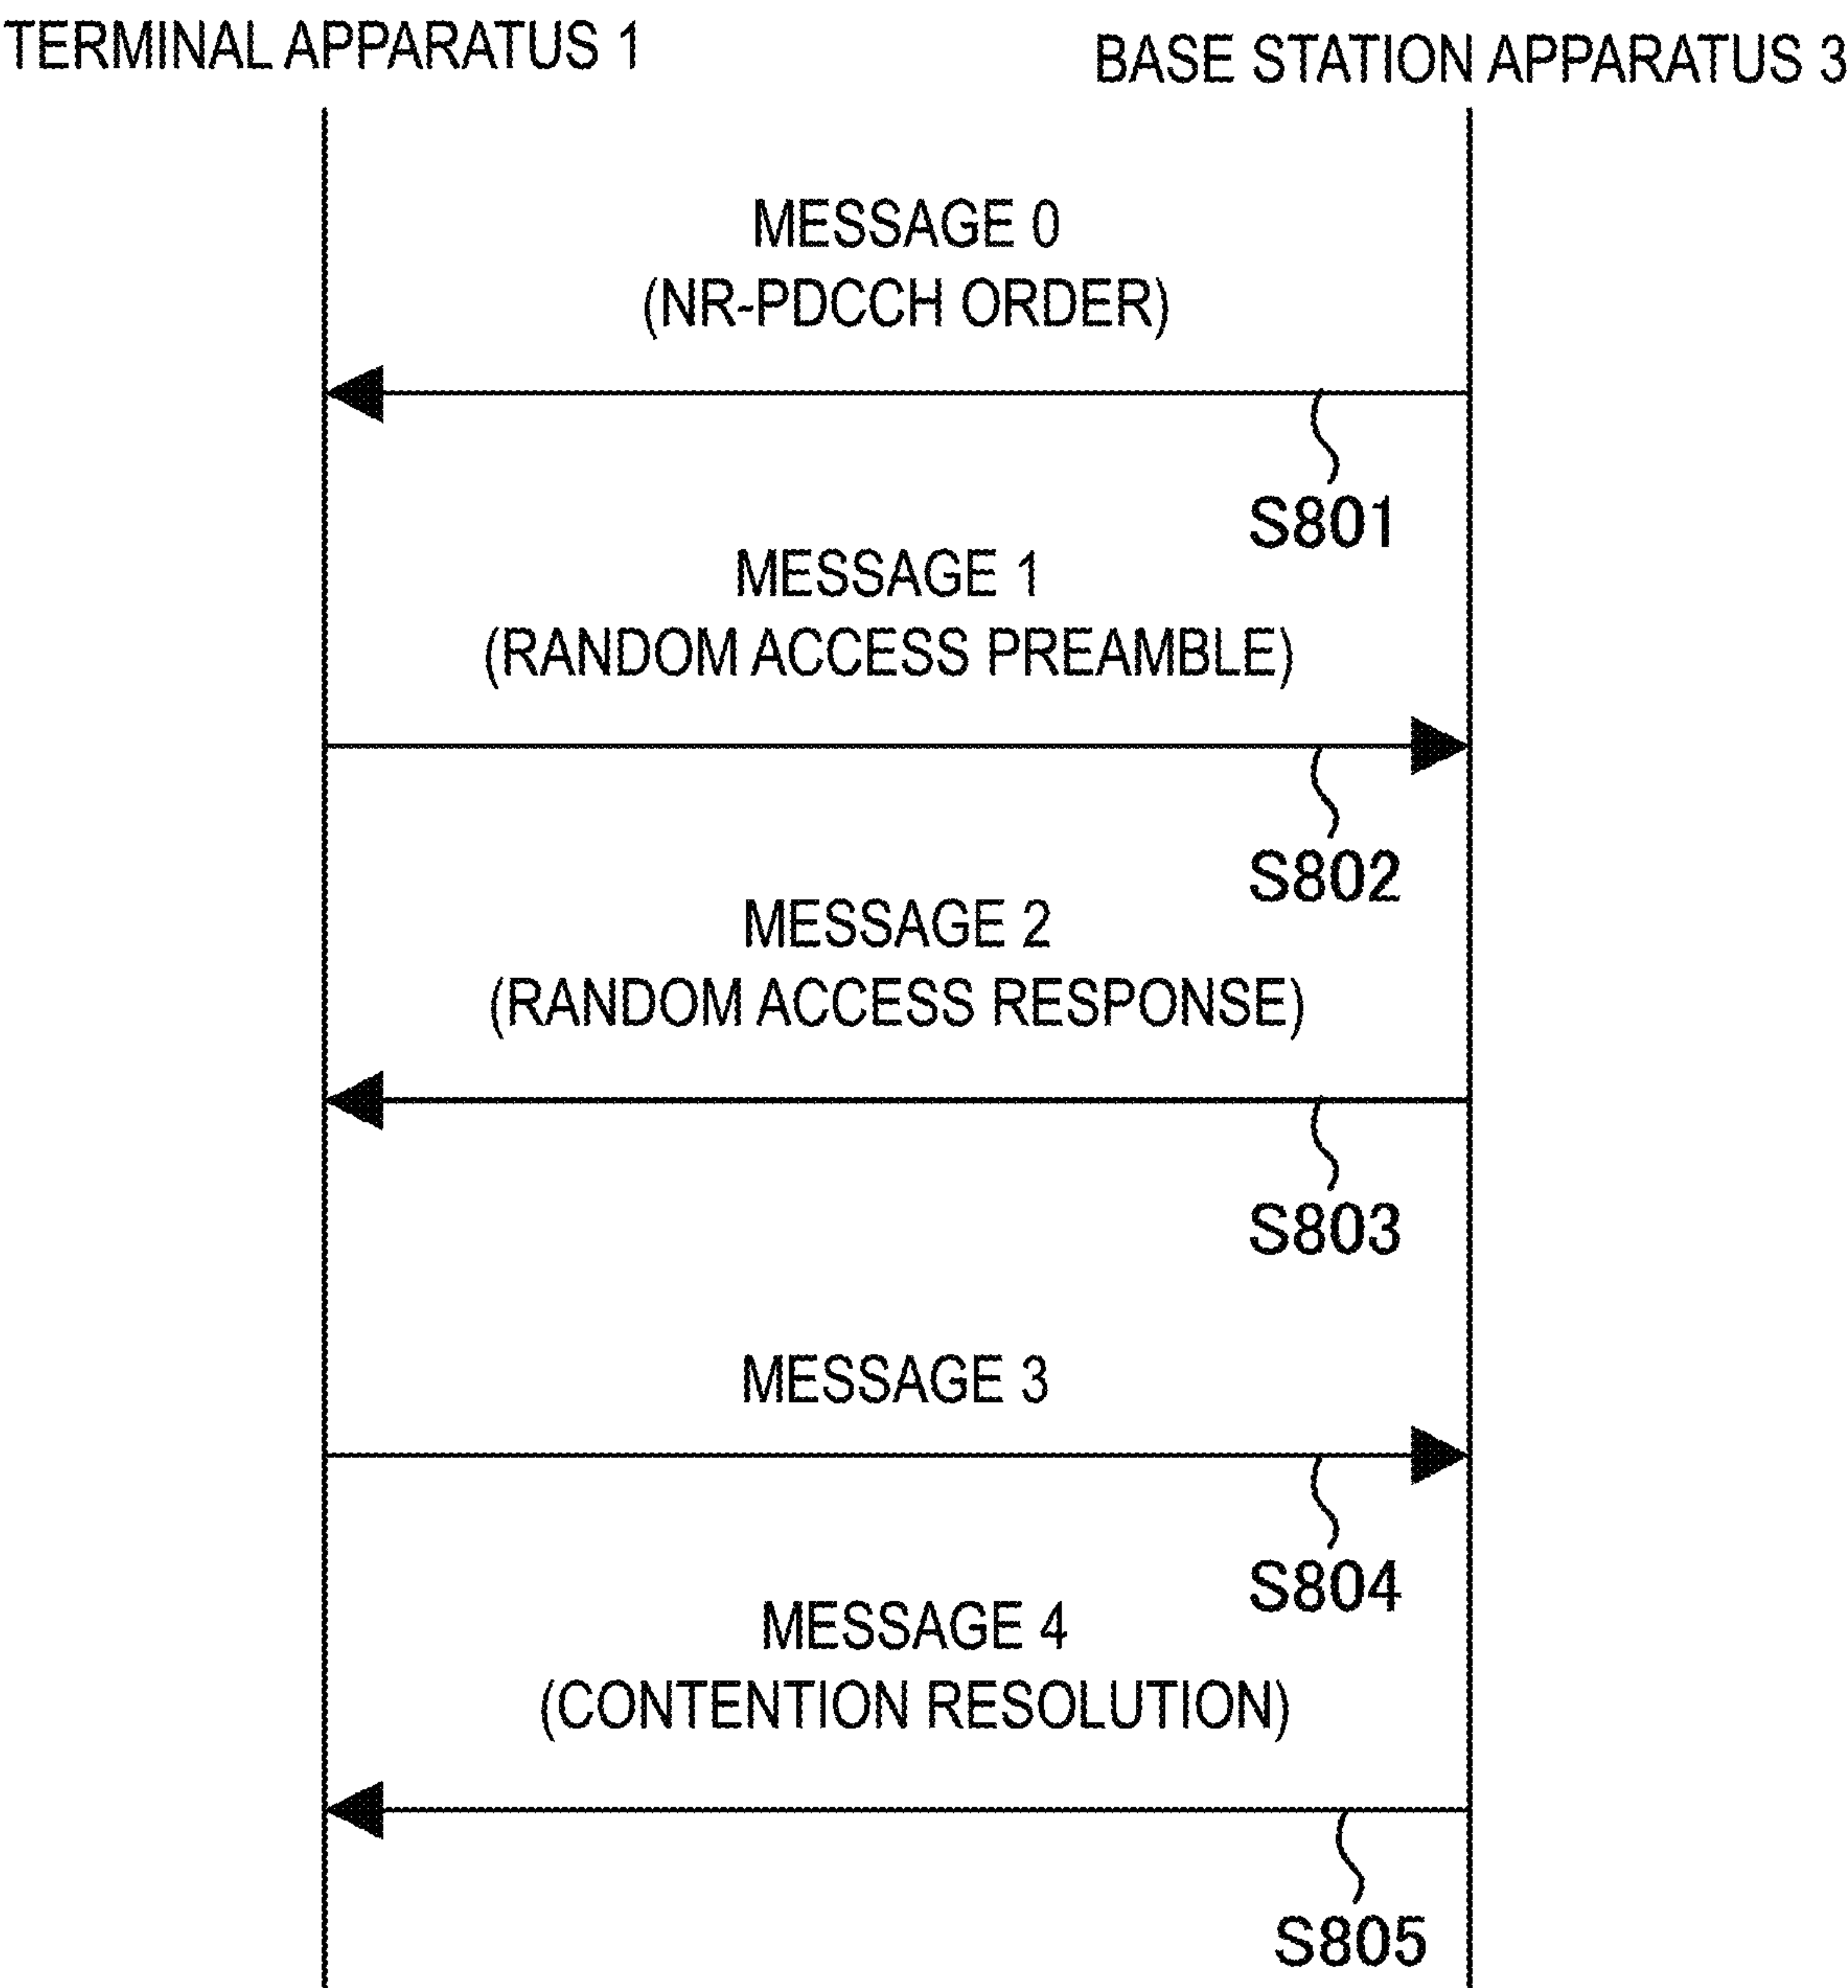 TERMINAL APPARATUS 1
BASE STATION APPARATUS 3
MESSAGE 0
(NR-PDCCH ORDER)
S801
MESSAGE 1
(RANDOM ACCESS PREAMBLE)
S802
MESSAGE 2
(RANDOM ACCESS RESPONSE)
S803
MESSAGE 3
S804
MESSAGE 4
(CONTENTION RESOLUTION)
S805